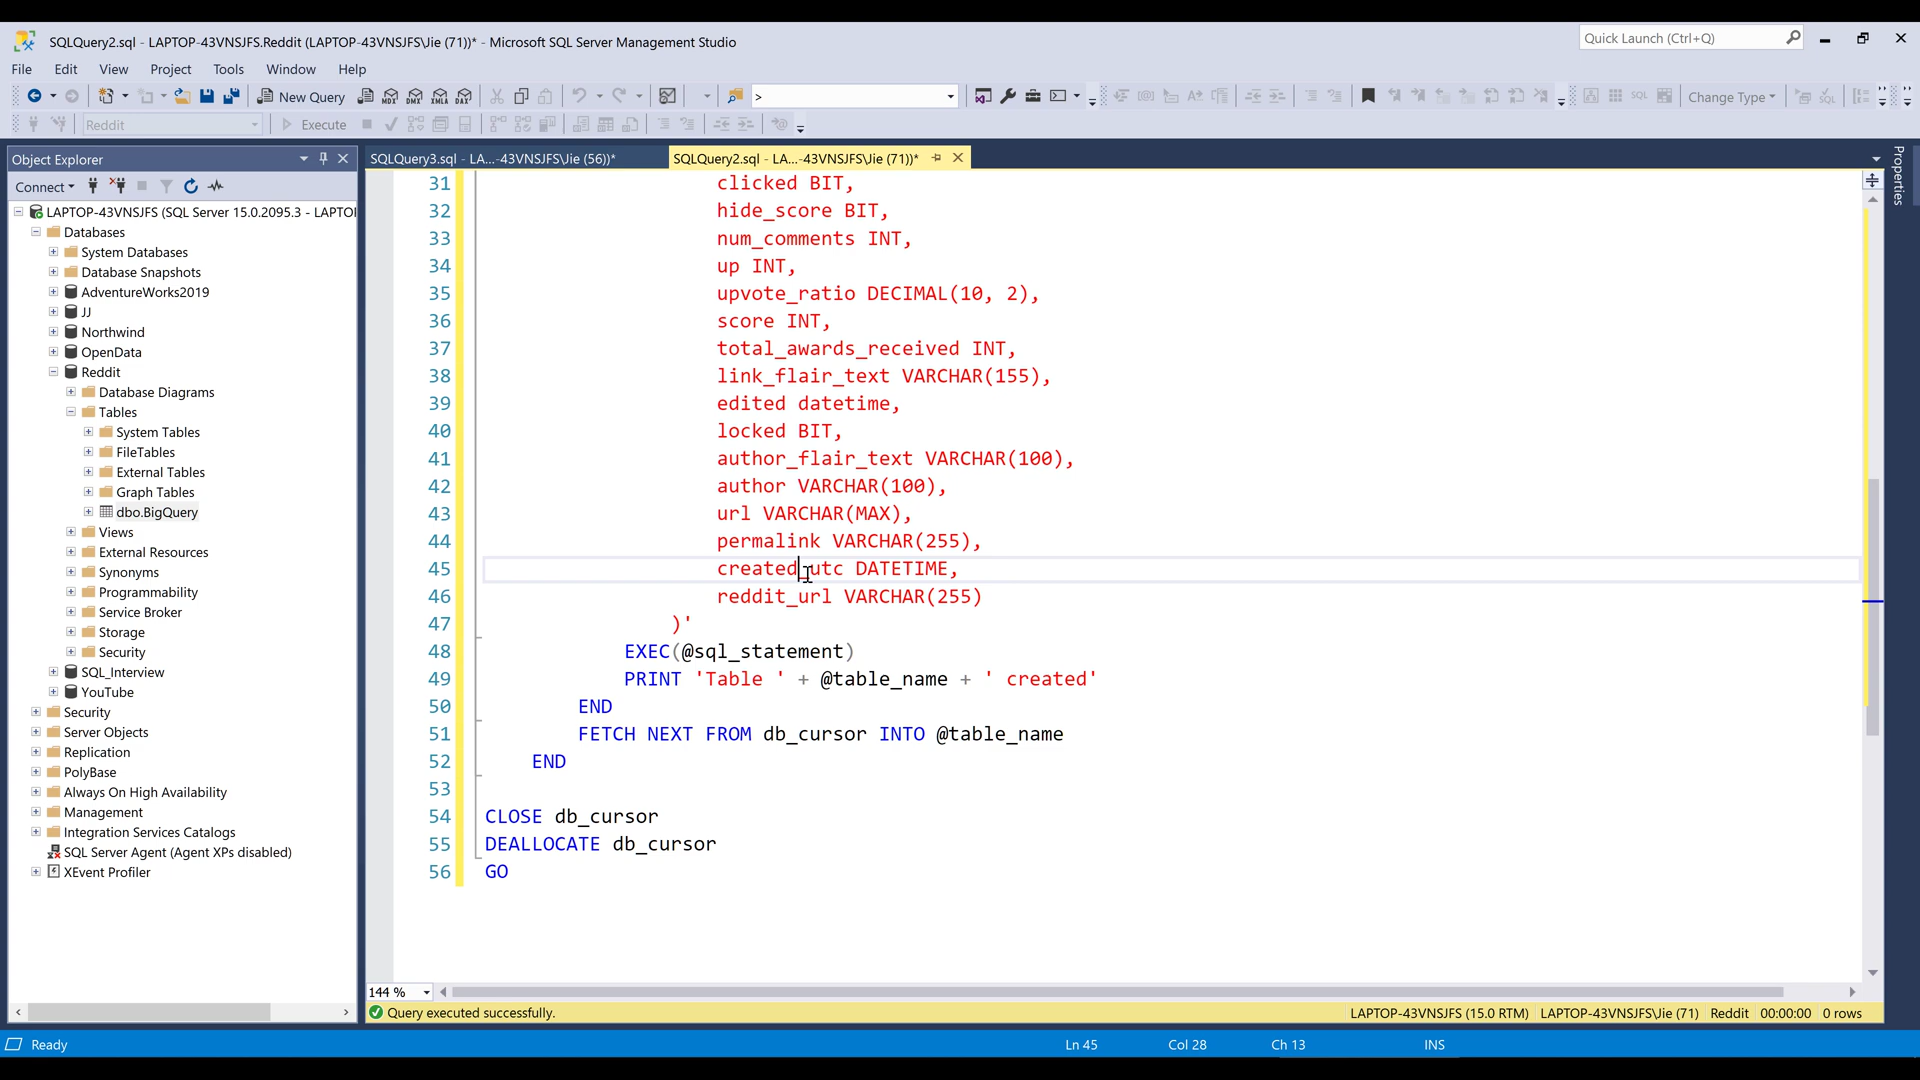 SQLQuery2.sql - LAPTOP-43VNSJFS.Reddit (LAPTOP-43VNSJFS\Jie (71))* - Microsoft SQL Server Management Studio
Quick Launch (Ctrl+Q)
File Edit View Project Tools Window Help
New Query
MDX DMX XMLA DAX
>
SQL
Change Type
Reddit
Execute
Object Explorer
SQLQuery3.sql - LA...-43VNSJFS\Jie (56))*
SQLQuery2.sql - LA...-43VNSJFS\Jie (71))*
Properties
Connect
LAPTOP-43VNSJFS (SQL Server 15.0.2095.3 - LAPTOI
Databases
System Databases
Database Snapshots
AdventureWorks2019
JJ
Northwind
OpenData
Reddit
Database Diagrams
Tables
System Tables
FileTables
External Tables
Graph Tables
dbo.BigQuery
Views
External Resources
Synonyms
Programmability
Service Broker
Storage
Security
SQL_Interview
YouTube
Security
Server Objects
Replication
PolyBase
Always On High Availability
Management
Integration Services Catalogs
SQL Server Agent (Agent XPs disabled)
XEvent Profiler
31 clicked BIT,
32 hide_score BIT,
33 num_comments INT,
34 up INT,
35 upvote_ratio DECIMAL(10, 2),
36 score INT,
37 total_awards_received INT,
38 link_flair_text VARCHAR(155),
39 edited datetime,
40 locked BIT,
41 author_flair_text VARCHAR(100),
42 author VARCHAR(100),
43 url VARCHAR(MAX),
44 permalink VARCHAR(255),
45 created_utc DATETIME,
46 reddit_url VARCHAR(255)
47 )'
48 EXEC(@sql_statement)
49 PRINT 'Table ' + @table_name + ' created'
50 END
51 FETCH NEXT FROM db_cursor INTO @table_name
52 END
53
54 CLOSE db_cursor
55 DEALLOCATE db_cursor
56 GO
144 %
Query executed successfully.
LAPTOP-43VNSJFS (15.0 RTM) LAPTOP-43VNSJFS\Jie (71) Reddit 00:00:00 0 rows
Ready
Ln 45 Col 28 Ch 13 INS